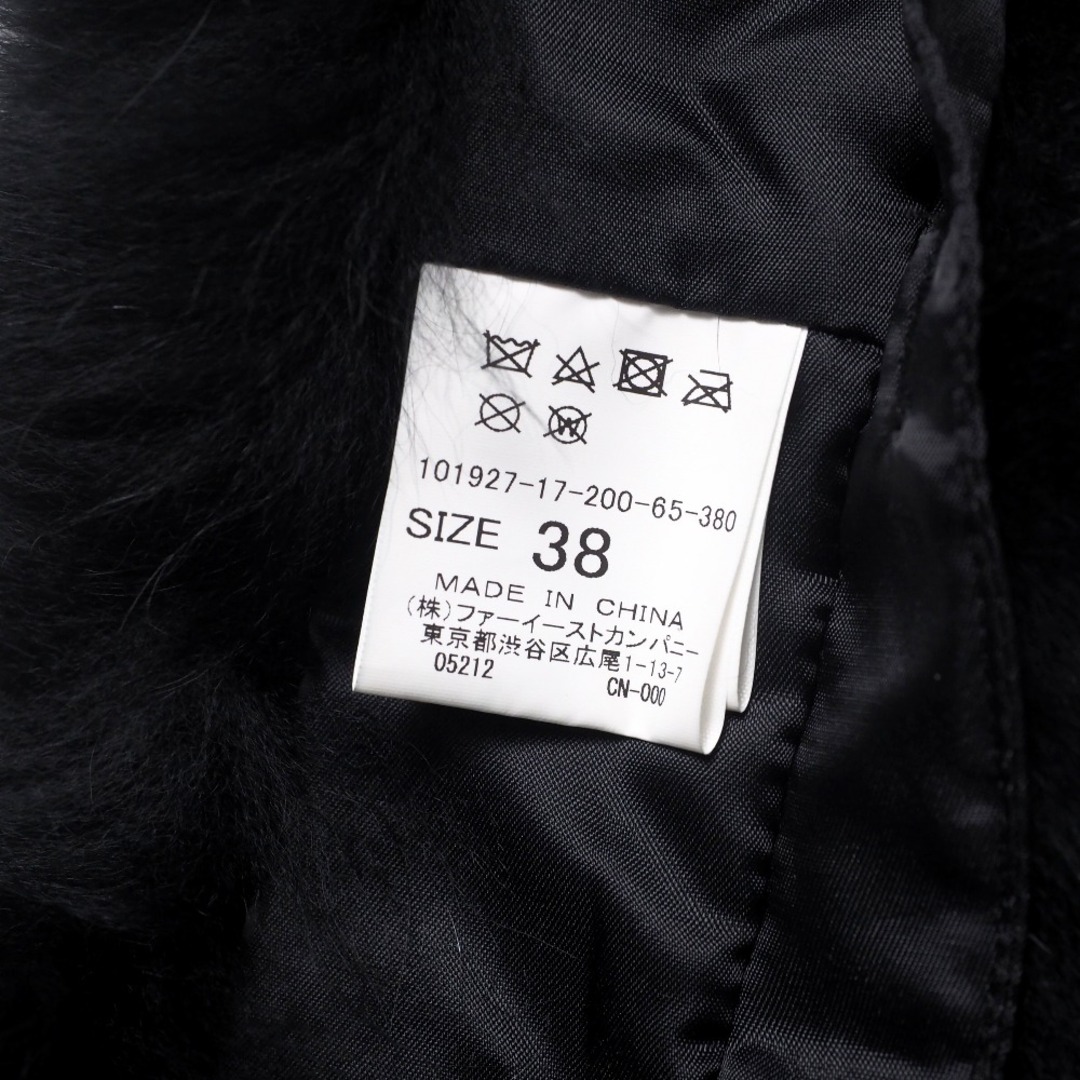 101927-17-200-65-380
SIZE 38
MADE IN CHINA
(株)ファーイーストカンパニー
東京都渋谷区広尾1-13-7
05212 CN-000